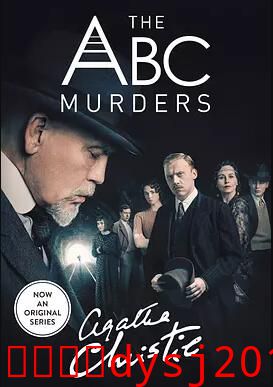 THE
ABC
MURDERS
NOW
AN ORIGINAL
SERIES
Agatha
Christie
dysj201